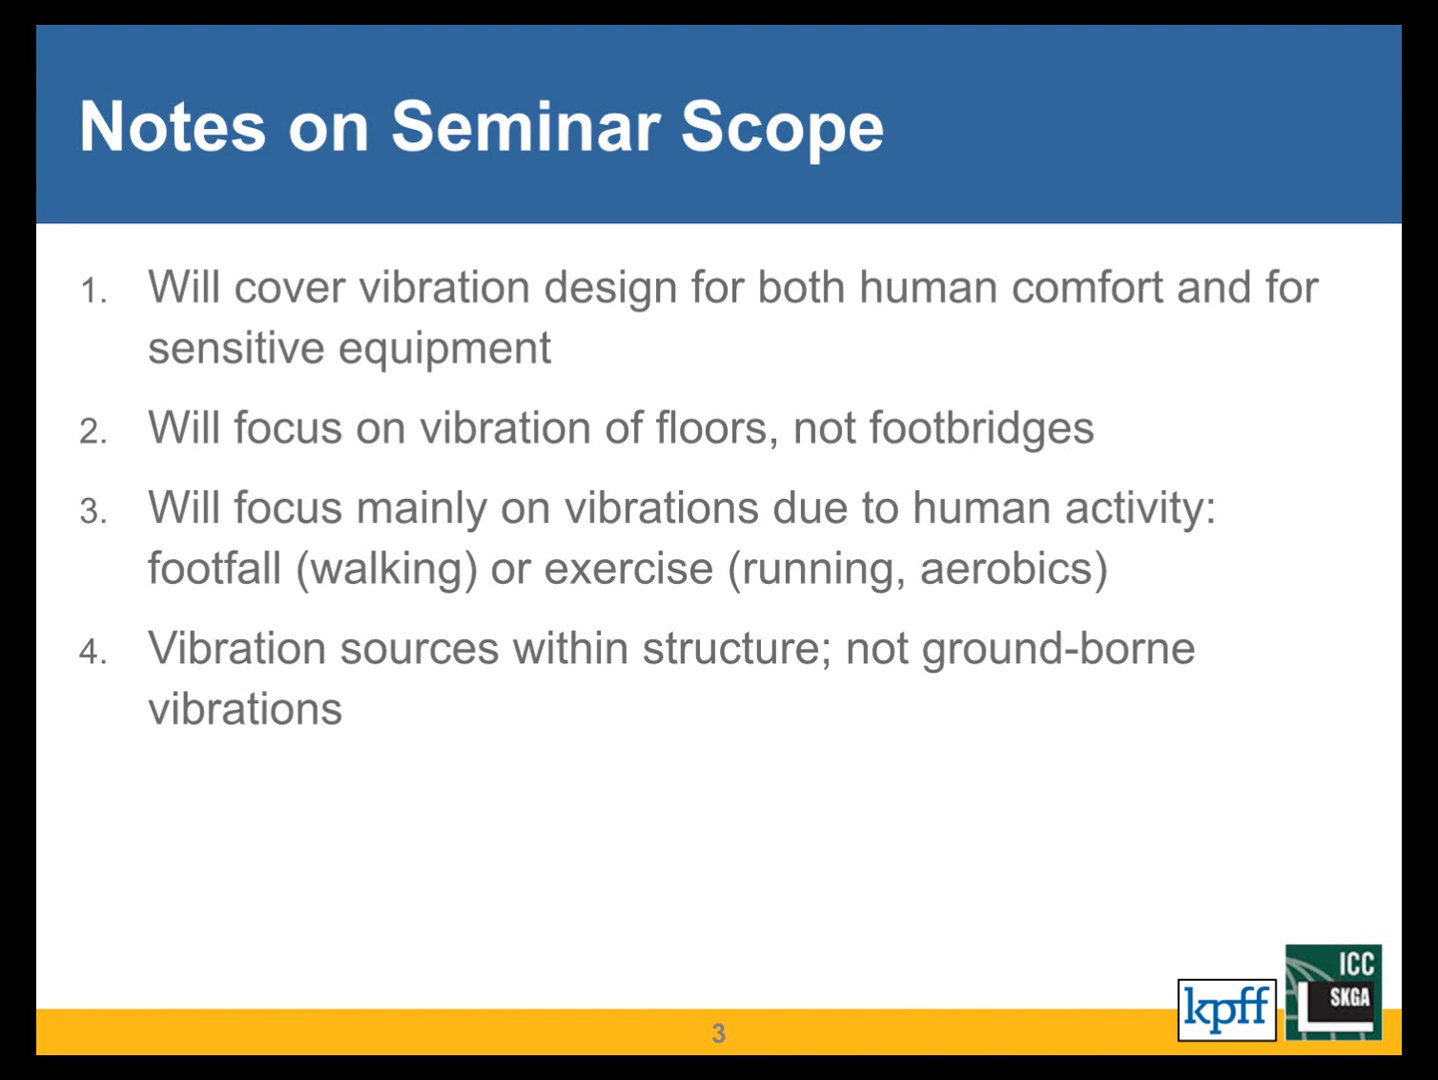 Notes on Seminar Scope
1. Will cover vibration design for both human comfort and for
sensitive equipment
2. Will focus on vibration of floors, not footbridges
3. Will focus mainly on vibrations due to human activity:
footfall (walking) or exercise (running, aerobics)
4. Vibration sources within structure; not ground-borne
vibrations
3
kpff
ICC
SKGA